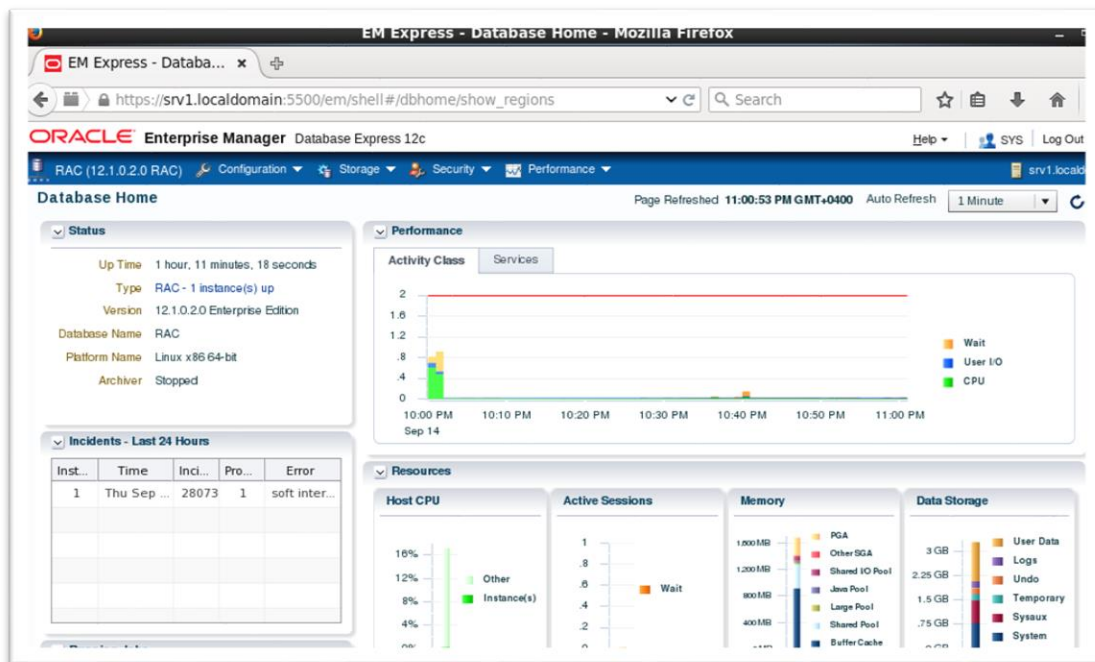 EM Express - Database Home - Mozilla Firefox
EM Express - Databa...
https://srv1.localdomain:5500/em/shell#/dbhome/show_regions
Search
ORACLE Enterprise Manager Database Express 12c
Help
SYS
Log Out
RAC (12.1.0.2.0 RAC)
Configuration
Storage
Security
Performance
srv1.locald
Database Home
Page Refreshed 11:00:53 PM GMT+0400
Auto Refresh
1 Minute
Status
Up Time 1 hour, 11 minutes, 18 seconds
Type RAC - 1 instance(s) up
Version 12.1.0.2.0 Enterprise Edition
Database Name RAC
Platform Name Linux x86 64-bit
Archiver Stopped
Performance
Activity Class
Services
2
1.6
1.2
.8
.4
0
10:00 PM 10:10 PM 10:20 PM 10:30 PM 10:40 PM 10:50 PM 11:00 PM
Sep 14
Wait
User I/O
CPU
Incidents - Last 24 Hours
Inst... Time Inci... Pro... Error
1 Thu Sep ... 28073 1 soft inter...
Resources
Host CPU
16%
12%
8%
4%
Other
Instance(s)
Active Sessions
1
.8
.6
.4
.2
0
Wait
Memory
1,600 MB
1,200 MB
800 MB
400 MB
PGA
Other SGA
Shared I/O Pool
Java Pool
Large Pool
Shared Pool
Buffer Cache
Data Storage
3 GB
2.25 GB
1.5 GB
.75 GB
User Data
Logs
Undo
Temporary
Sysaux
System